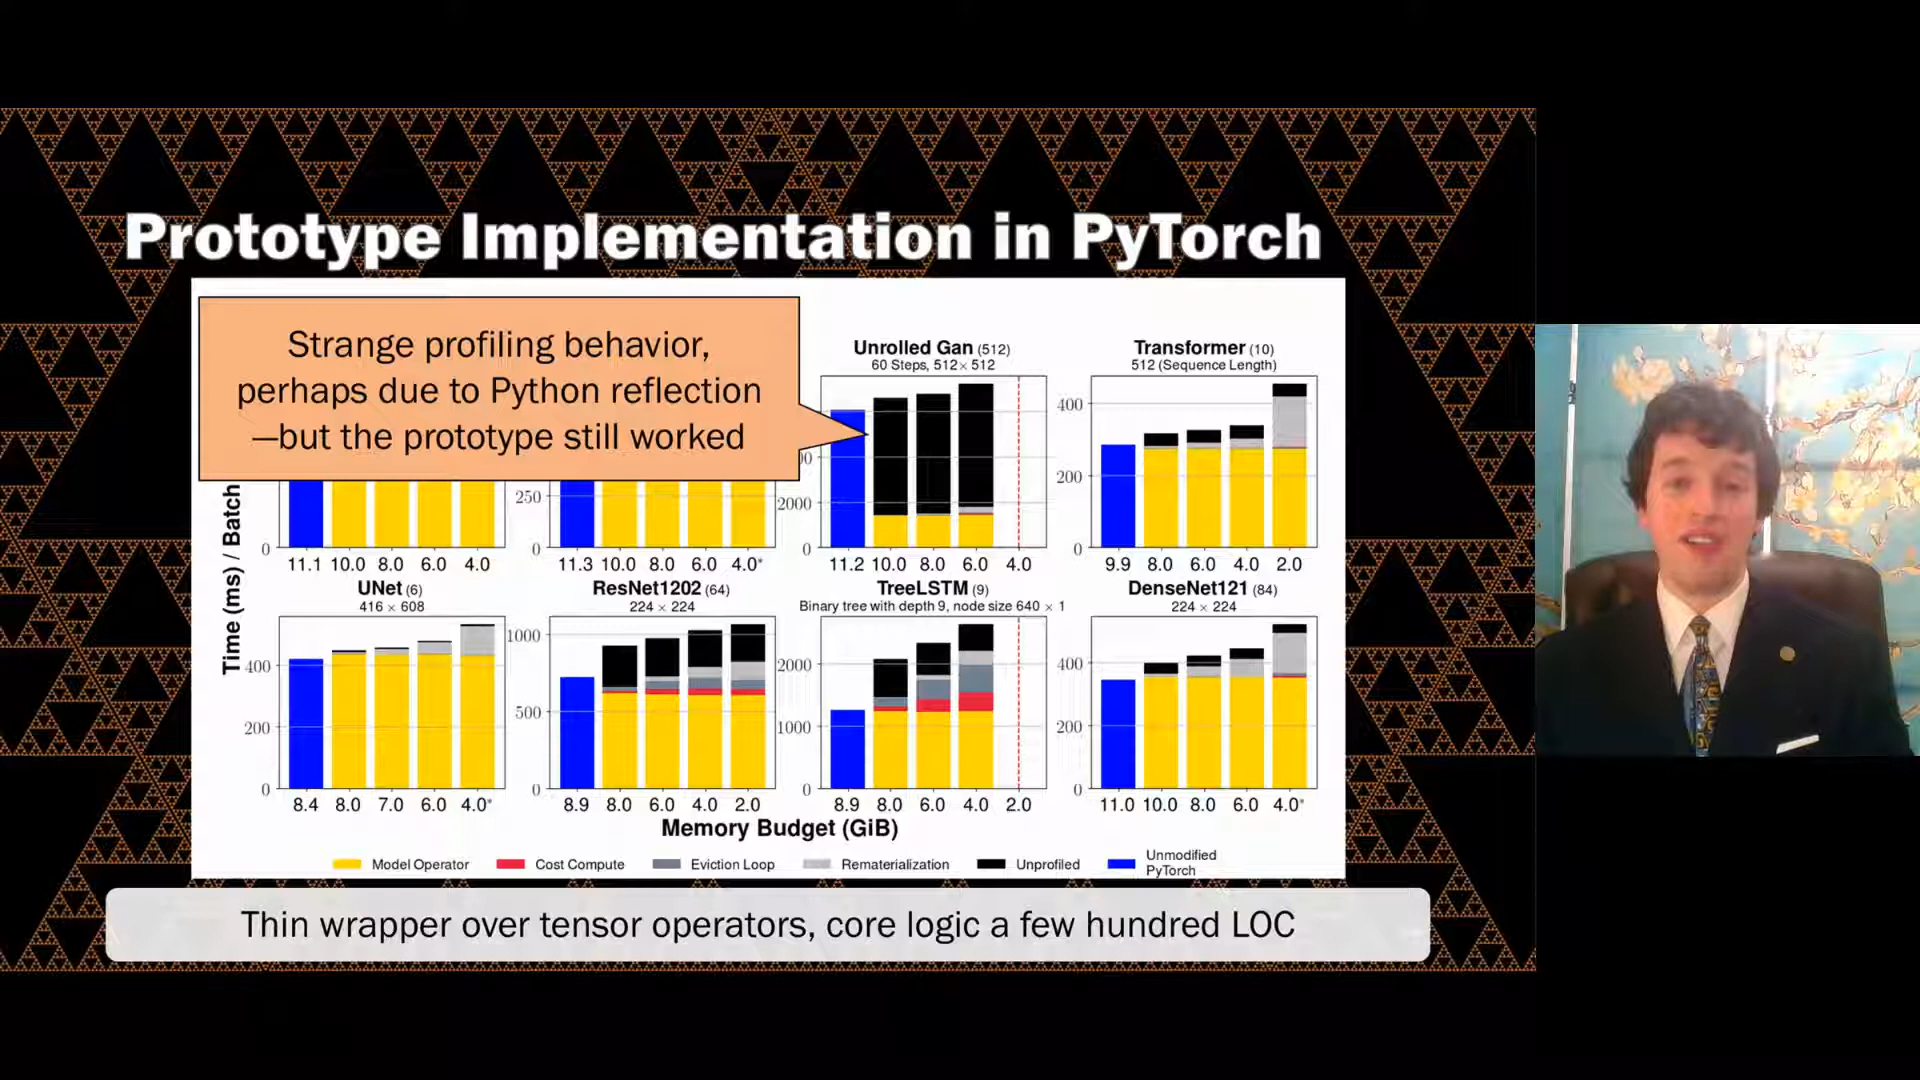 Prototype Implementation in PyTorch
Strange profiling behavior,
perhaps due to Python reflection
—but the prototype still worked
Unrolled Gan (512)
60 Steps, 512× 512
Transformer (10)
512 (Sequence Length)
Time (ms) / Batch
0
11.1 10.0 8.0 6.0 4.0
250
0
11.3 10.0 8.0 6.0 4.0*
2000
0
11.2 10.0 8.0 6.0 4.0
400
200
0
9.9 8.0 6.0 4.0 2.0
UNet (6)
416 × 608
ResNet1202 (64)
224 × 224
TreeLSTM (9)
Binary tree with depth 9, node size 640 × 1
DenseNet121 (84)
224 × 224
400
200
0
8.4 8.0 7.0 6.0 4.0*
1000
500
0
8.9 8.0 6.0 4.0 2.0
2000
1000
0
8.9 8.0 6.0 4.0 2.0
400
200
0
11.0 10.0 8.0 6.0 4.0*
Memory Budget (GiB)
Model Operator Cost Compute Eviction Loop Rematerialization Unprofiled Unmodified
PyTorch
Thin wrapper over tensor operators, core logic a few hundred LOC